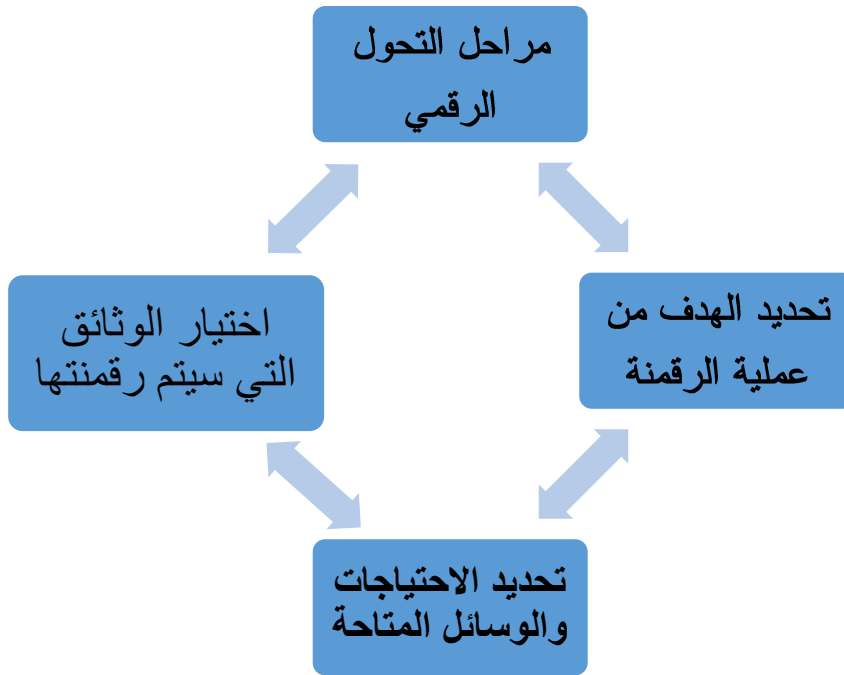 مراحل التحول
الرقمي
تحديد الهدف من
عملية الرقمنة
تحديد الاحتياجات
والوسائل المتاحة
اختيار الوثائق
التي سيتم رقمنتها